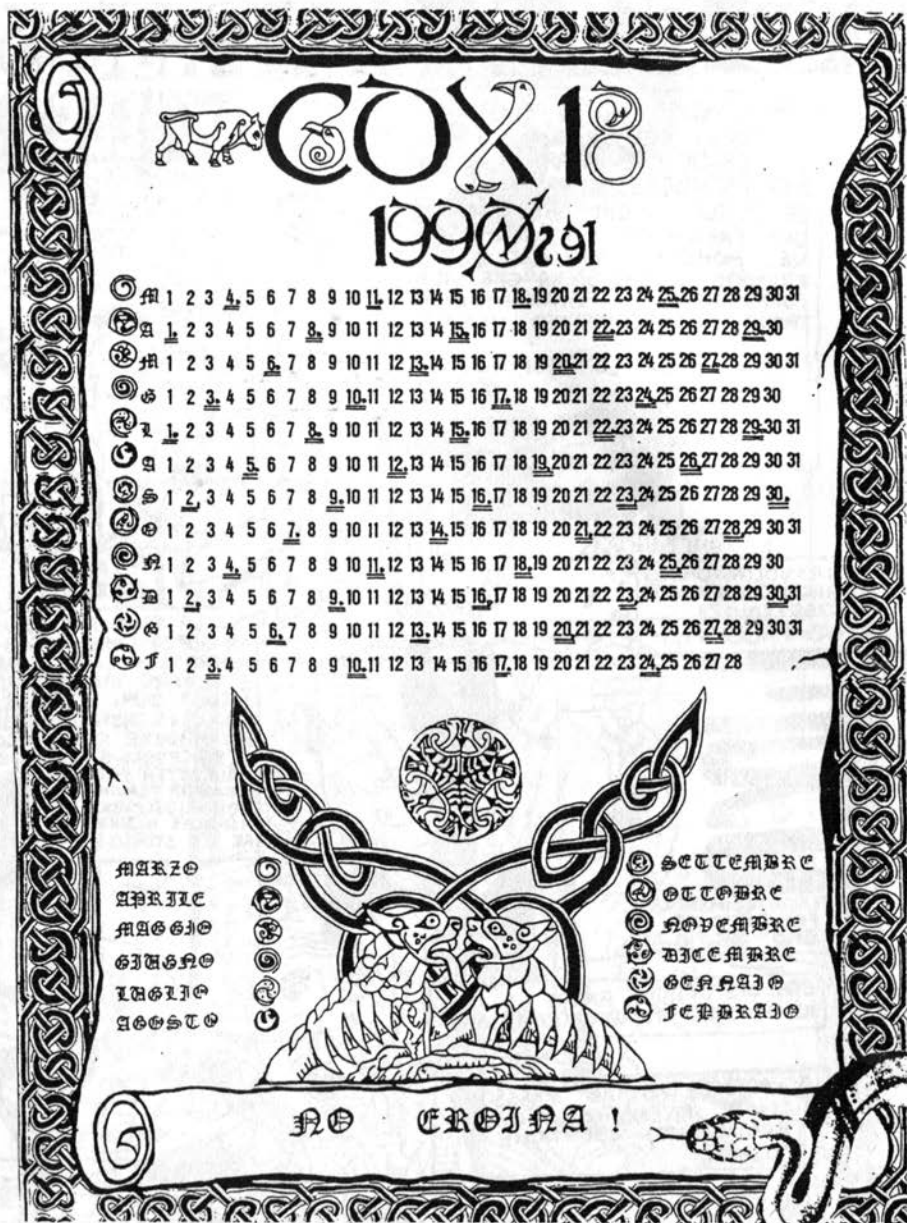 COX 18
1990 1991
M 1 2 3 4. 5 6 7 8 9 10 11. 12 13 14 15 16 17 18. 19 20 21 22 23 24 25. 26 27 28 29 30 31
A 1. 2 3 4 5 6 7 8. 9 10 11 12 13 14 15. 16 17 18 19 20 21 22. 23 24 25 26 27 28 29. 30
M 1 2 3 4 5 6. 7 8 9 10 11 12 13. 14 15 16 17 18 19 20. 21 22 23 24 25 26 27. 28 29 30 31
G 1 2 3. 4 5 6 7 8 9 10. 11 12 13 14 15 16 17. 18 19 20 21 22 23 24. 25 26 27 28 29 30
L 1. 2 3 4 5 6 7 8. 9 10 11 12 13 14 15. 16 17 18 19 20 21 22. 23 24 25 26 27 28 29. 30 31
A 1 2 3 4 5. 6 7 8 9 10 11 12. 13 14 15 16 17 18 19. 20 21 22 23 24 25 26. 27 28 29 30 31
S 1 2. 3 4 5 6 7 8 9. 10 11 12 13 14 15 16. 17 18 19 20 21 22 23. 24 25 26 27 28 29 30.
O 1 2 3 4 5 6 7. 8 9 10 11 12 13 14. 15 16 17 18 19 20 21. 22 23 24 25 26 27 28. 29 30 31
N 1 2 3 4. 5 6 7 8 9 10 11. 12 13 14 15 16 17 18. 19 20 21 22 23 24 25. 26 27 28 29 30
D 1 2. 3 4 5 6 7 8 9. 10 11 12 13 14 15 16. 17 18 19 20 21 22 23. 24 25 26 27 28 29 30. 31
G 1 2 3 4 5 6. 7 8 9 10 11 12 13. 14 15 16 17 18 19 20. 21 22 23 24 25 26 27. 28 29 30 31
F 1 2 3. 4 5 6 7 8 9 10. 11 12 13 14 15 16 17. 18 19 20 21 22 23 24. 25 26 27 28
MARZO
APRILE
MAGGIO
GIUGNO
LUGLIO
AGOSTO
SETTEMBRE
OTTOBRE
NOVEMBRE
DICEMBRE
GENNAIO
FEBBRAIO
NO EROINA !